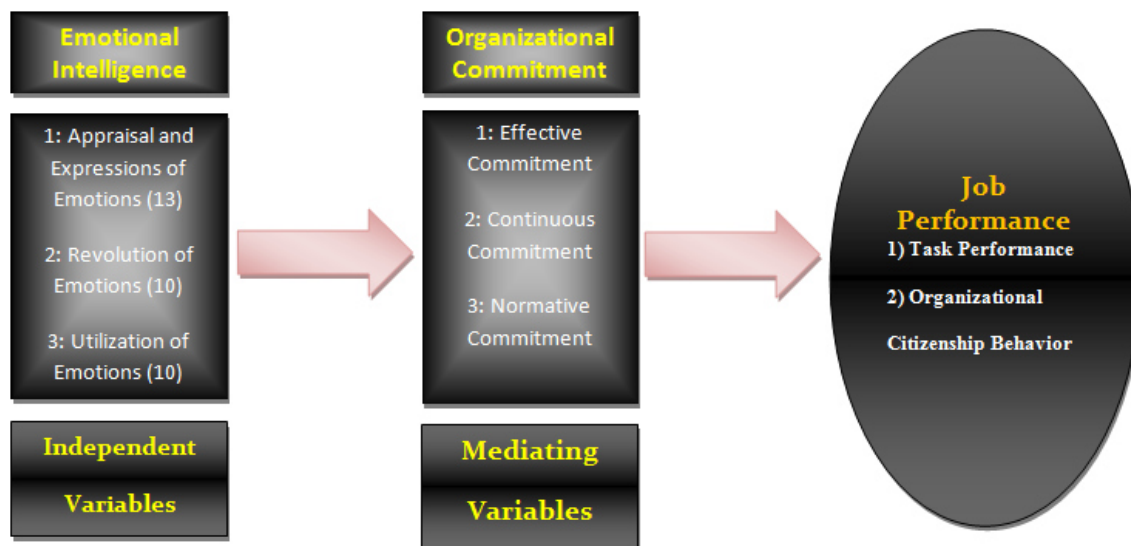 Emotional
Intelligence
1: Appraisal and
Expressions of
Emotions (13)
2: Revolution of
Emotions (10)
3: Utilization of
Emotions (10)
Independent
Variables
Organizational
Commitment
1: Effective
Commitment
2: Continuous
Commitment
3: Normative
Commitment
Mediating
Variables
Job
Performance
1) Task Performance
2) Organizational
Citizenship Behavior